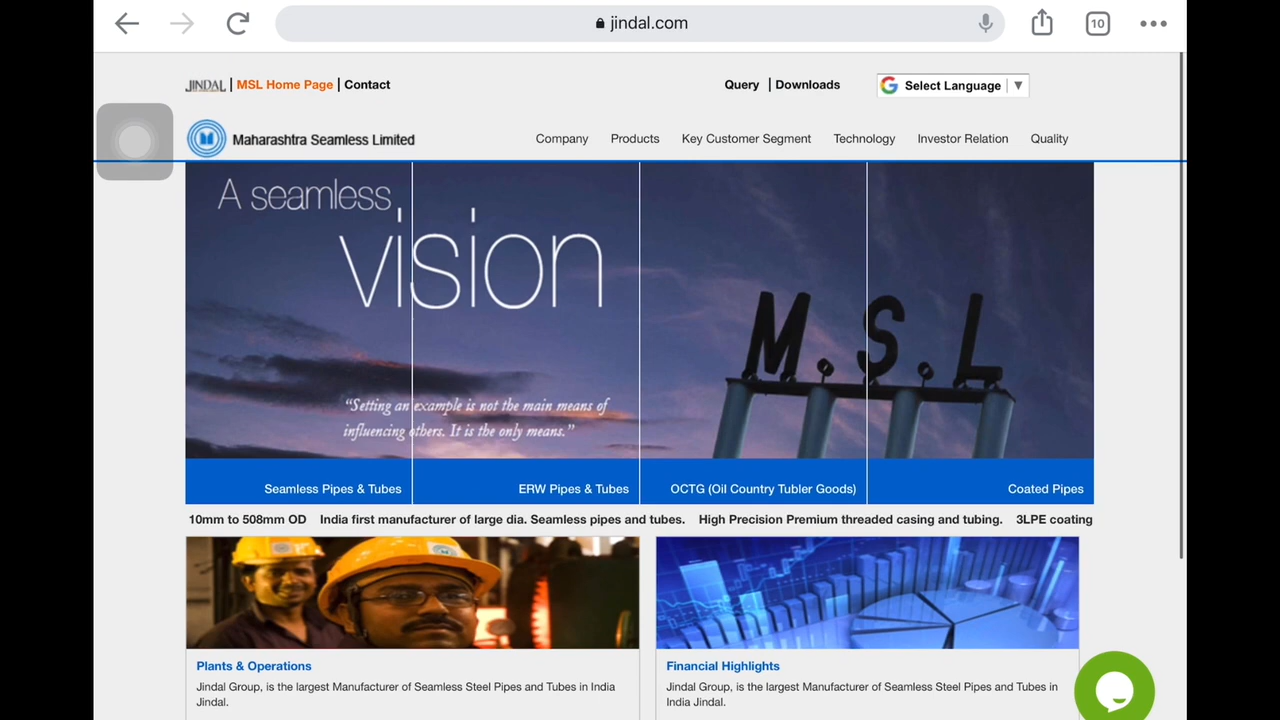 jindal.com
10
JINDAL | MSL Home Page | Contact
Query | Downloads
Select Language ▼
Maharashtra Seamless Limited
Company Products Key Customer Segment Technology Investor Relation Quality
A seamless
vision
M.S.L
“Setting an example is not the main means of
influencing others. It is the only means.”
Seamless Pipes & Tubes
ERW Pipes & Tubes
OCTG (Oil Country Tubler Goods)
Coated Pipes
10mm to 508mm OD India first manufacturer of large dia. Seamless pipes and tubes. High Precision Premium threaded casing and tubing. 3LPE coating
Plants & Operations
Jindal Group, is the largest Manufacturer of Seamless Steel Pipes and Tubes in India
Jindal.
Financial Highlights
Jindal Group, is the largest Manufacturer of Seamless Steel Pipes and Tubes in
India Jindal.